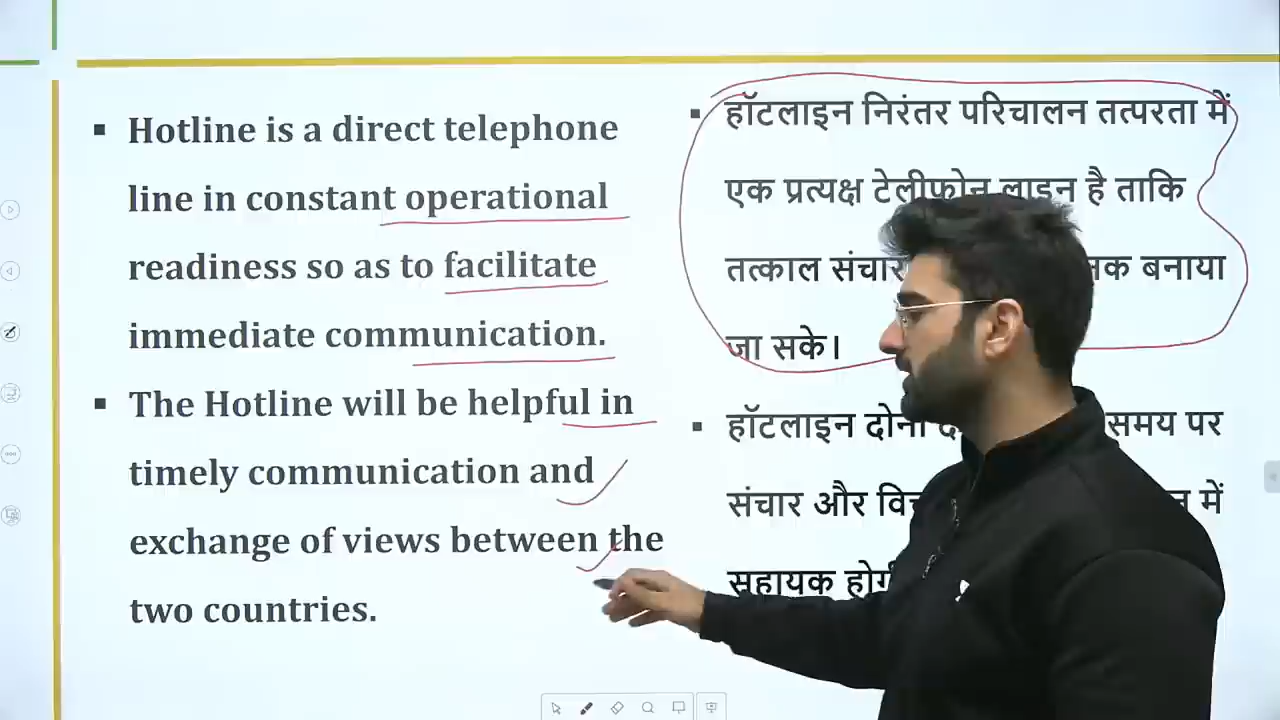 Hotline is a direct telephone
line in constant operational
readiness so as to facilitate
immediate communication.
The Hotline will be helpful in
timely communication and
exchange of views between the
two countries.
हॉटलाइन निरंतर परिचालन तत्परता में
एक प्रत्यक्ष टेलीफोन लाइन है ताकि
तत्काल संचार बनाया
जा सके।
हॉटलाइन दोनों समय पर
संचार और में
सहायक होगी